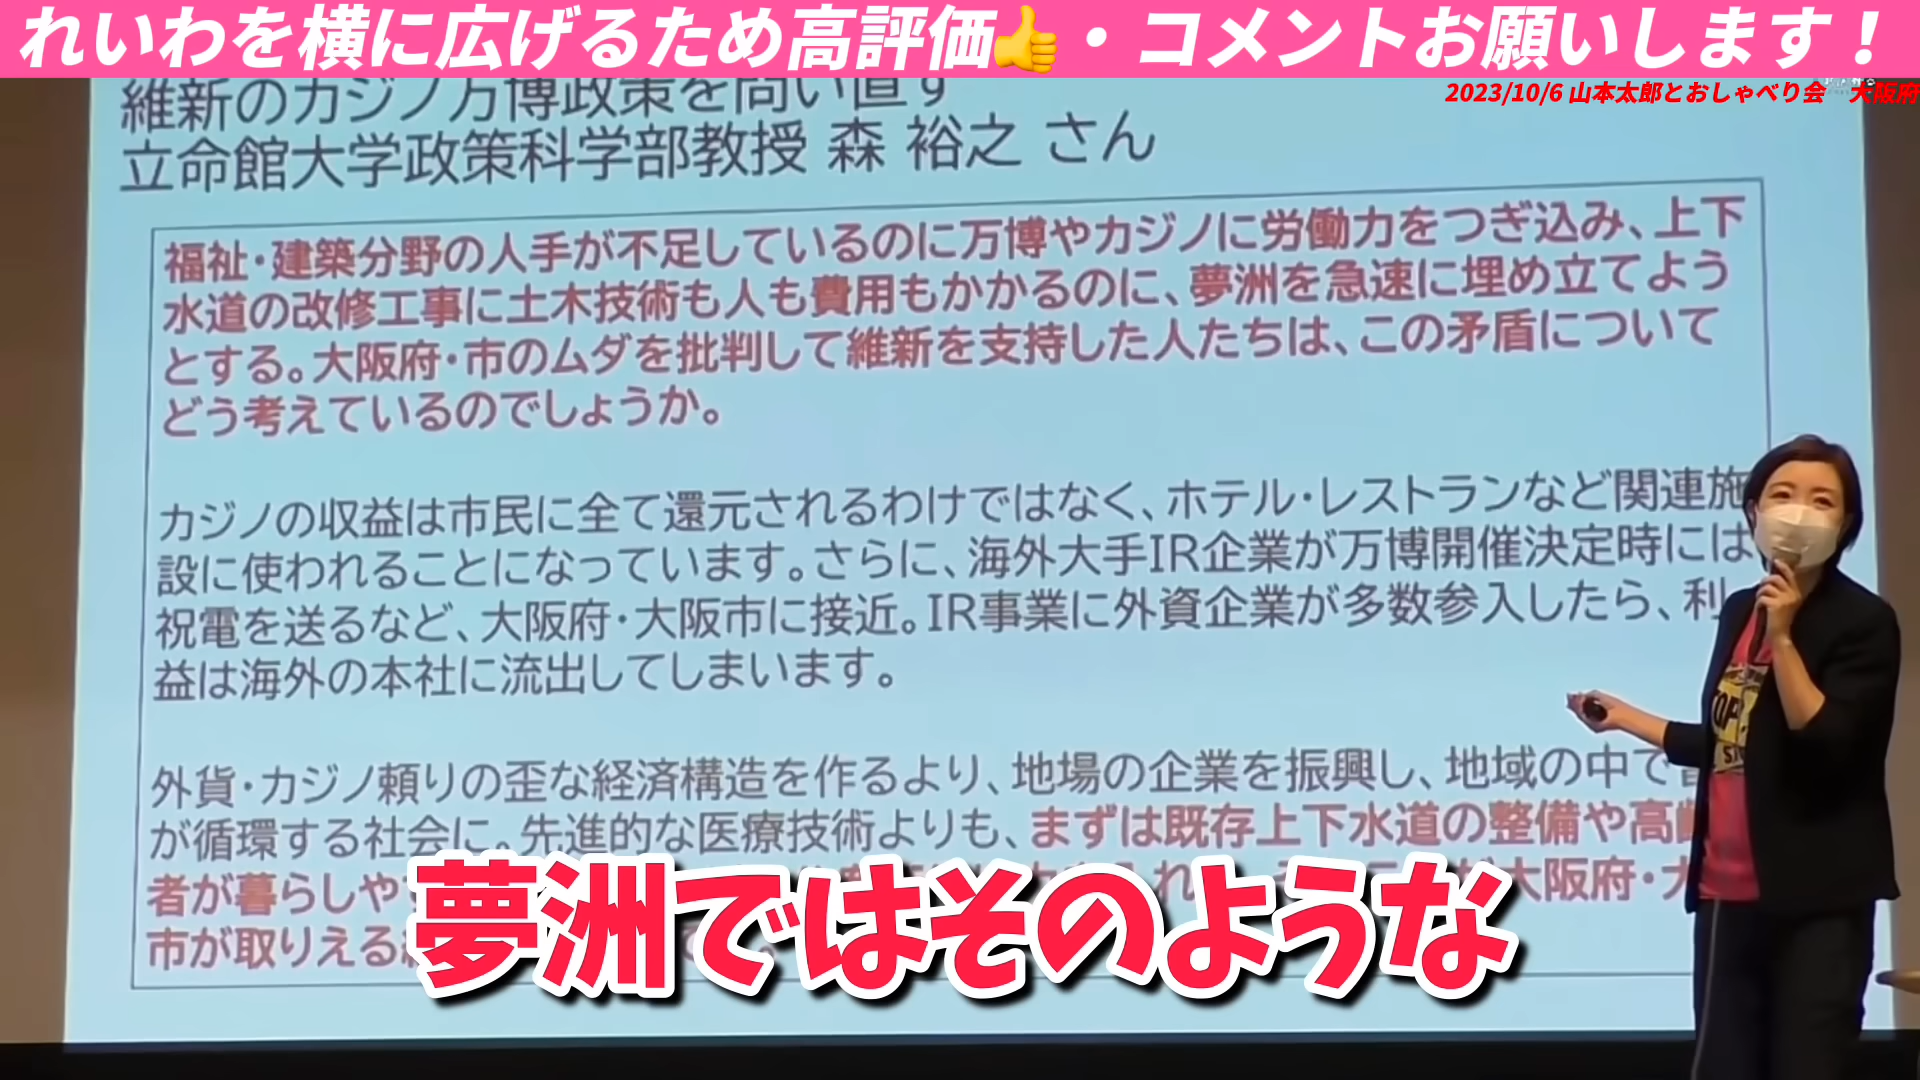 れいわを横に広げるため高評価👍・コメントお願いします！
2023/10/6 山本太郎とおしゃべり会　大阪府
維新のカジノ万博政策を問い直す
立命館大学政策科学部教授 森 裕之 さん
福祉・建築分野の人手が不足しているのに万博やカジノに労働力をつぎ込み、上下
水道の改修工事に土木技術も人も費用もかかるのに、夢洲を急速に埋め立てよう
とする。大阪府・市のムダを批判して維新を支持した人たちは、この矛盾について
どう考えているのでしょうか。
カジノの収益は市民に全て還元されるわけではなく、ホテル・レストランなど関連施
設に使われることになっています。さらに、海外大手IR企業が万博開催決定時には
祝電を送るなど、大阪府・大阪市に接近。IR事業に外資企業が多数参入したら、利
益は海外の本社に流出してしまいます。
外貨・カジノ頼りの歪な経済構造を作るより、地場の企業を振興し、地域の中で
が循環する社会に。先進的な医療技術よりも、まずは既存上下水道の整備や高齢
者が暮らしや 大阪府・大
市が取りえる
夢洲ではそのような